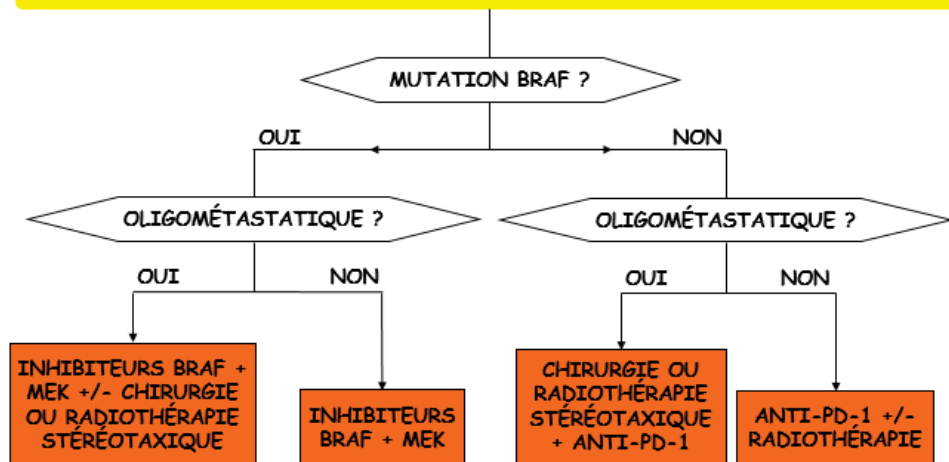 MUTATION BRAF ?
OUI
NON
OLIGOMÉTASTATIQUE ?
OLIGOMÉTASTATIQUE ?
OUI
NON
OUI
NON
INHIBITEURS BRAF +
MEK +/- CHIRURGIE
OU RADIOTHÉRAPIE
STÉRÉOTAXIQUE
INHIBITEURS
BRAF + MEK
CHIRURGIE OU
RADIOTHÉRAPIE
STÉRÉOTAXIQUE
+ ANTI-PD-1
ANTI-PD-1 +/-
RADIOTHÉRAPIE